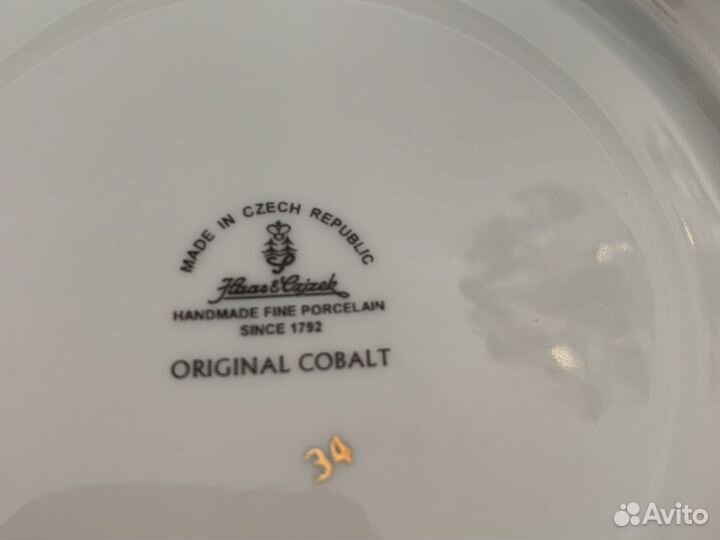 MADE IN CZECH REPUBLIC
Haas & Czjzek
HANDMADE FINE PORCELAIN
SINCE 1792
ORIGINAL COBALT
34
Avito